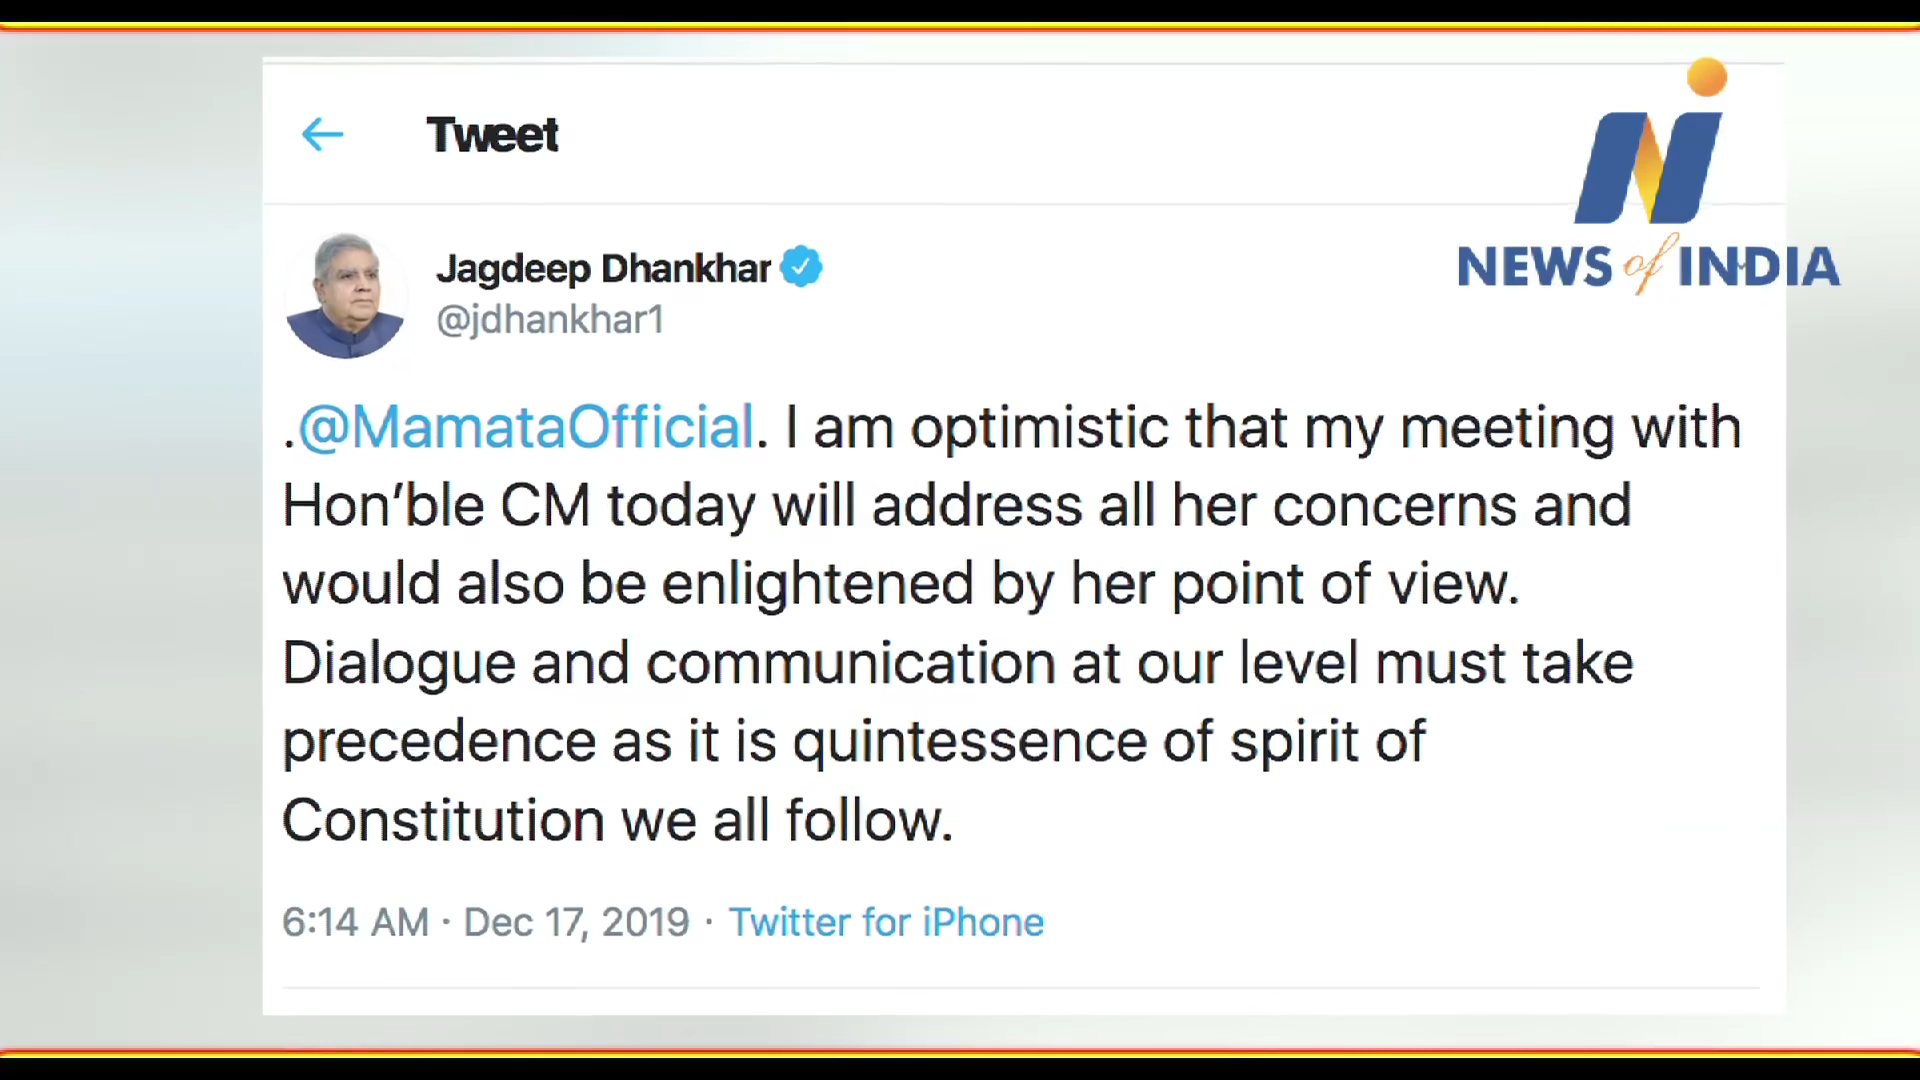 Tweet
NEWS of INDIA
Jagdeep Dhankhar
@jdhankhar1
.@MamataOfficial. I am optimistic that my meeting with
Hon’ble CM today will address all her concerns and
would also be enlightened by her point of view.
Dialogue and communication at our level must take
precedence as it is quintessence of spirit of
Constitution we all follow.
6:14 AM · Dec 17, 2019 · Twitter for iPhone